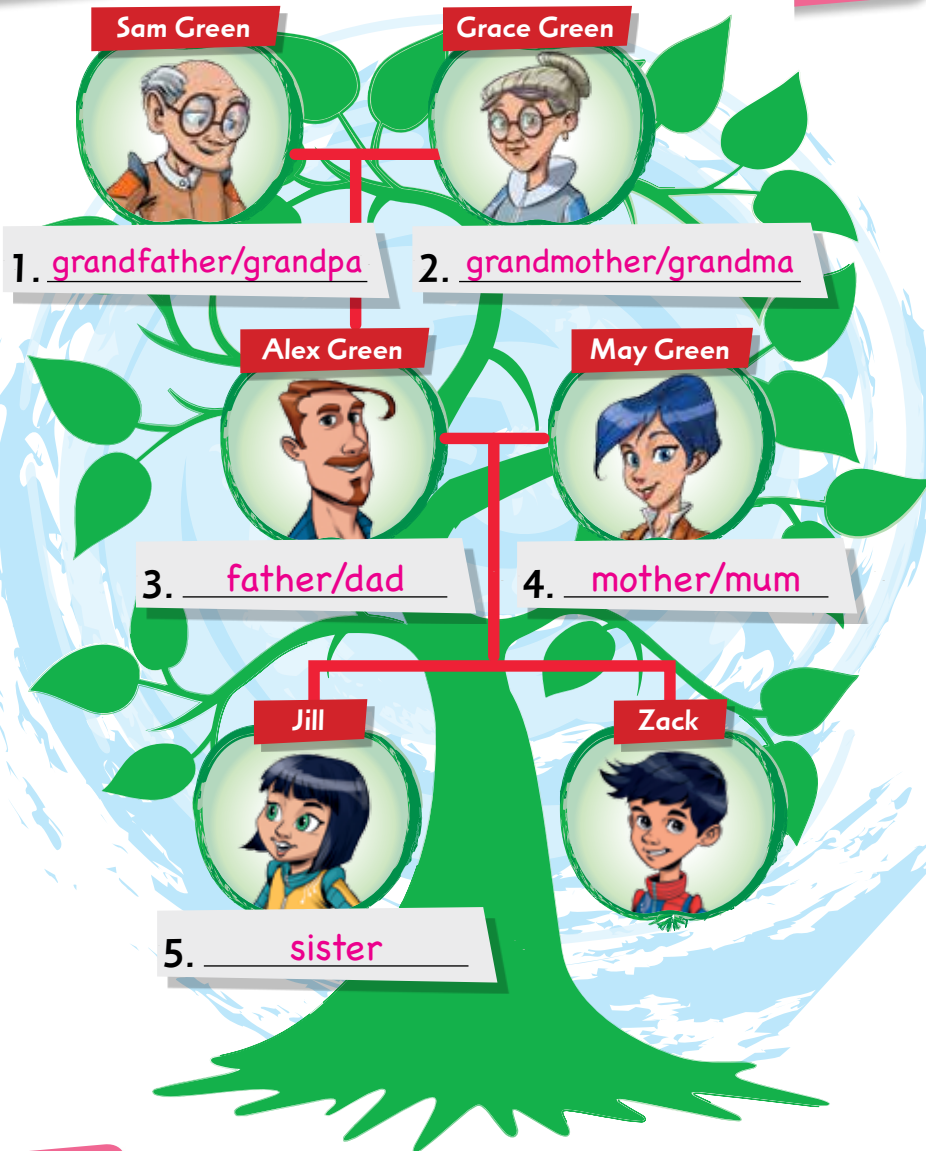 Sam Green
Grace Green
1. grandfather/grandpa
2. grandmother/grandma
Alex Green
May Green
3. father/dad
4. mother/mum
Jill
Zack
5. sister